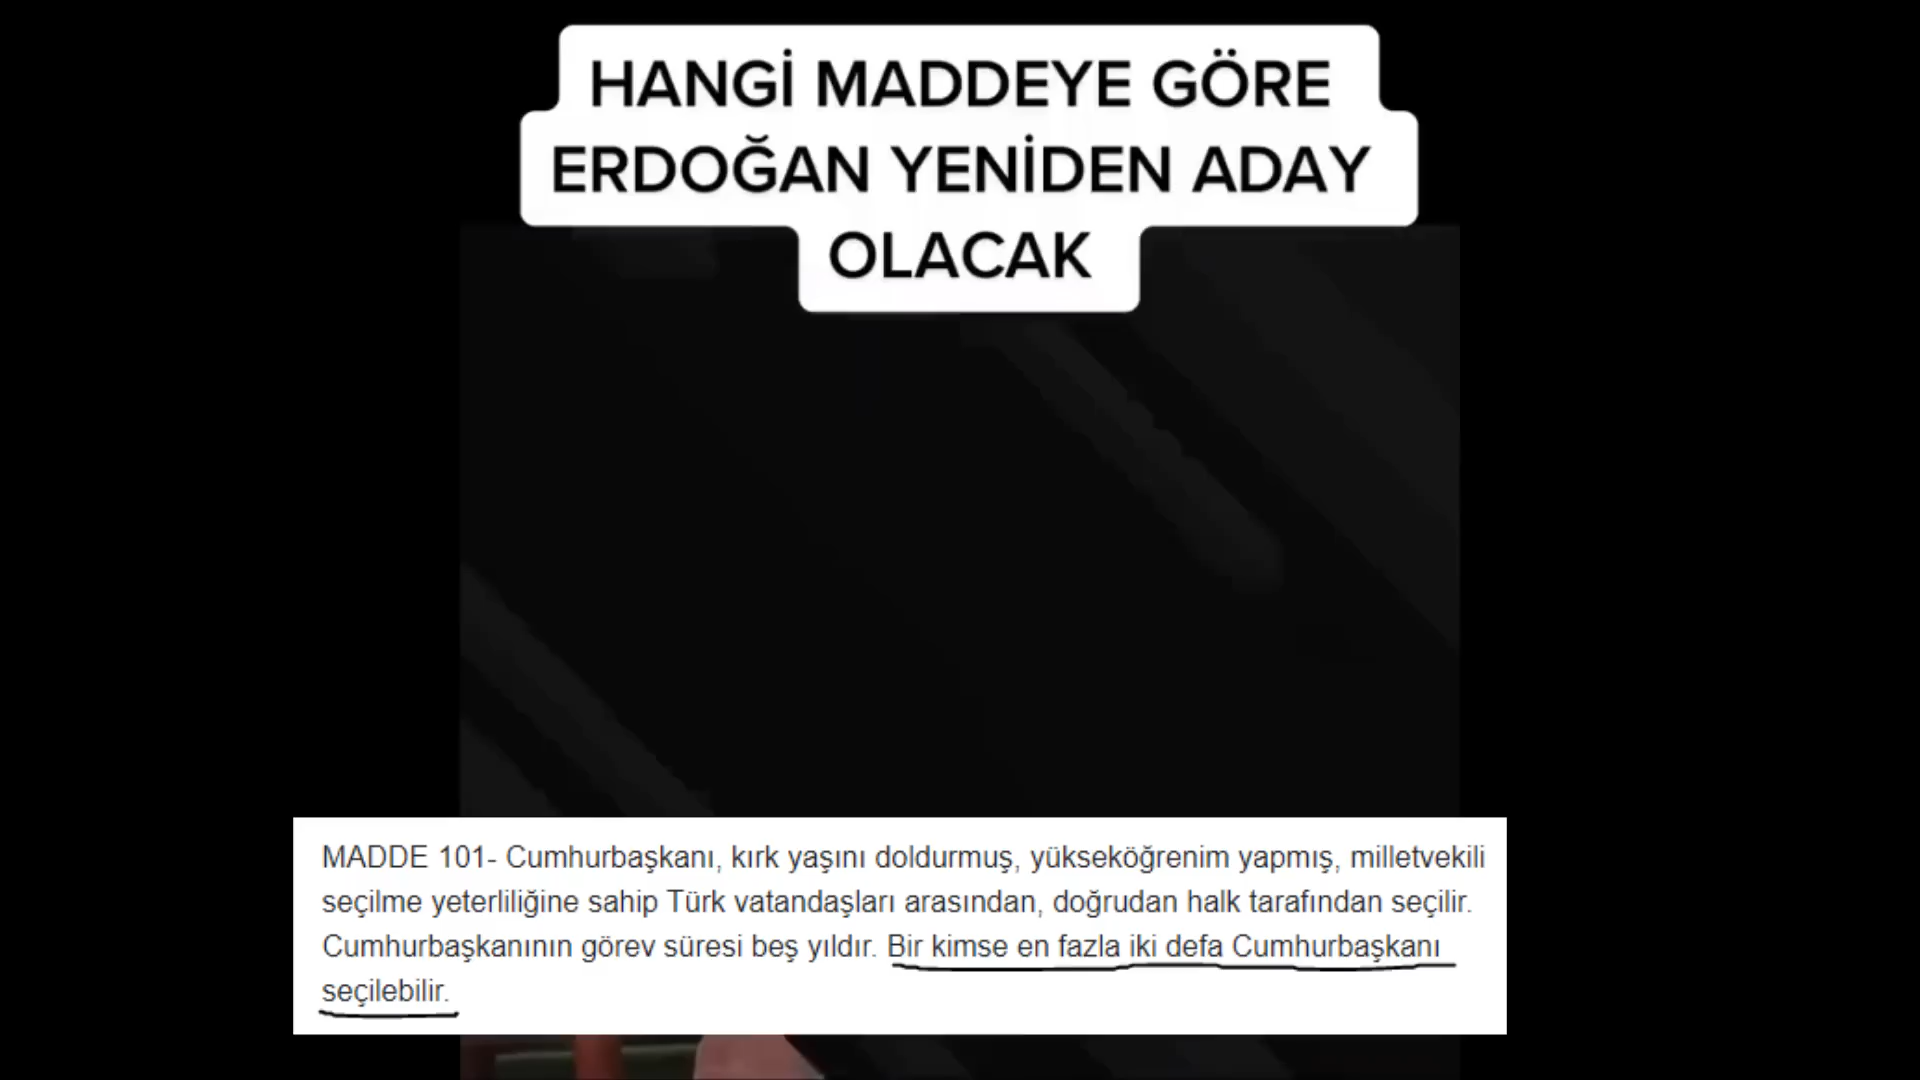 HANGİ MADDEYE GÖRE
ERDOĞAN YENİDEN ADAY
OLACAK
MADDE 101- Cumhurbaşkanı, kırk yaşını doldurmuş, yükseköğrenim yapmış, milletvekili
seçilme yeterliliğine sahip Türk vatandaşları arasından, doğrudan halk tarafından seçilir.
Cumhurbaşkanının görev süresi beş yıldır. Bir kimse en fazla iki defa Cumhurbaşkanı
seçilebilir.